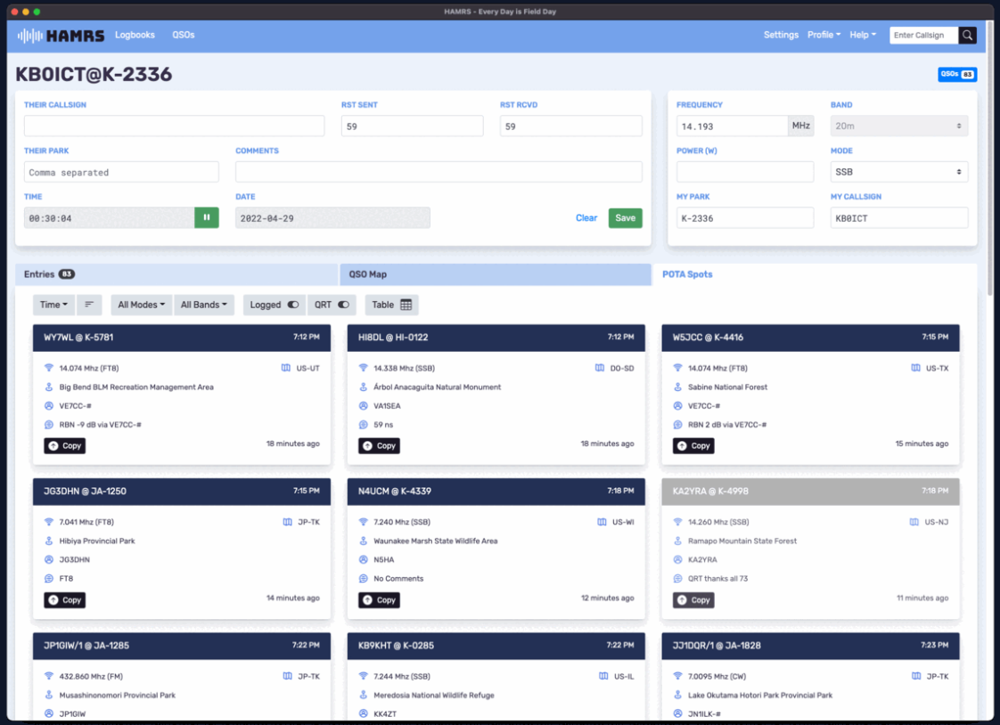 HAMRS - Every Day is Field Day
HAMRS Logbooks QSOs Settings Profile Help Enter Callsign
KB0ICT@K-2336 QSOs 83
THEIR CALLSIGN RST SENT RST RCVD FREQUENCY BAND
59 59 14.193 MHz 20m
THEIR PARK COMMENTS POWER (W) MODE
Comma separated SSB
TIME DATE MY PARK MY CALLSIGN
00:30:04 2022-04-29 Clear Save K-2336 KB0ICT
Entries 83 QSO Map POTA Spots
Time All Modes All Bands Logged QRT Table
WY7WL @ K-5781 7:12 PM
14.074 Mhz (FT8) US-UT
Big Bend BLM Recreation Management Area
VE7CC-#
RBN -9 dB via VE7CC-#
Copy 18 minutes ago
HI8DL @ HI-0122 7:12 PM
14.338 Mhz (SSB) DO-SD
Árbol Anacaguita Natural Monument
VA1SEA
59 ns
Copy 18 minutes ago
W5JCC @ K-4416 7:15 PM
14.074 Mhz (FT8) US-TX
Sabine National Forest
VE7CC-#
RBN 2 dB via VE7CC-#
Copy 15 minutes ago
JG3DHN @ JA-1250 7:15 PM
7.041 Mhz (FT8) JP-TK
Hibiya Provincial Park
JG3DHN
FT8
Copy 14 minutes ago
N4UCM @ K-4339 7:18 PM
7.240 Mhz (SSB) US-WI
Waunakee Marsh State Wildlife Area
N5HA
No Comments
Copy 12 minutes ago
KA2YRA @ K-4998 7:18 PM
14.260 Mhz (SSB) US-NJ
Ramapo Mountain State Forest
KA2YRA
QRT thanks all 73
Copy 11 minutes ago
JP1GIW/1 @ JA-1285 7:22 PM
432.860 Mhz (FM) JP-TK
Musashinonomori Provincial Park
JP1GIW
KB9KHT @ K-0285 7:22 PM
7.244 Mhz (SSB) US-IL
Meredosia National Wildlife Refuge
KK4ZT
JJ1DQR/1 @ JA-1828 7:23 PM
7.0095 Mhz (CW) JP-TK
Lake Okutama Hotori Park Provincial Park
JN1ILK-#